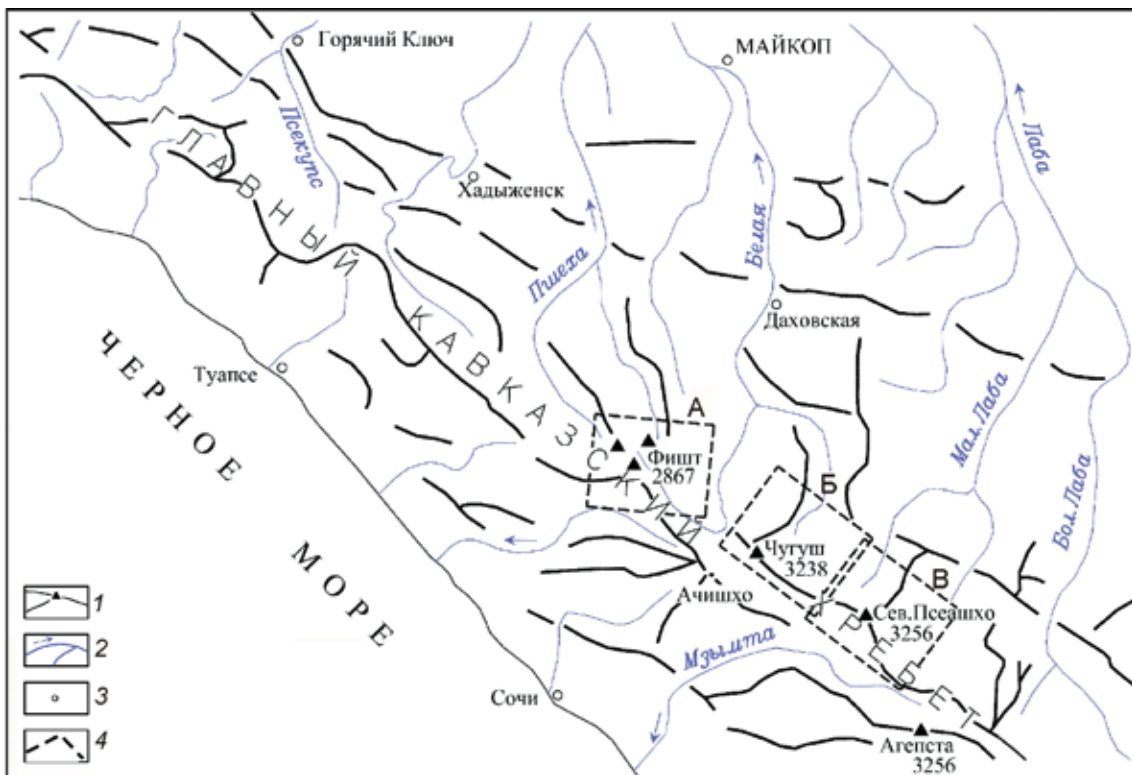 Горячий Ключ
МАЙКОП
Псекупс
Лаба
Хадыженск
Белая
Пшеха
Даховская
ГЛАВНЫЙ КАВКАЗСКИЙ ХРЕБЕТ
Туапсе
ЧЕРНОЕ
МОРЕ
А
Фишт
2867
Мал. Лаба
Бол. Лаба
Б
Чугуш
3238
В
Ачишхо
Сев.Псеашхо
3256
Мзымта
Сочи
Агепста
3256
1
2
3
4